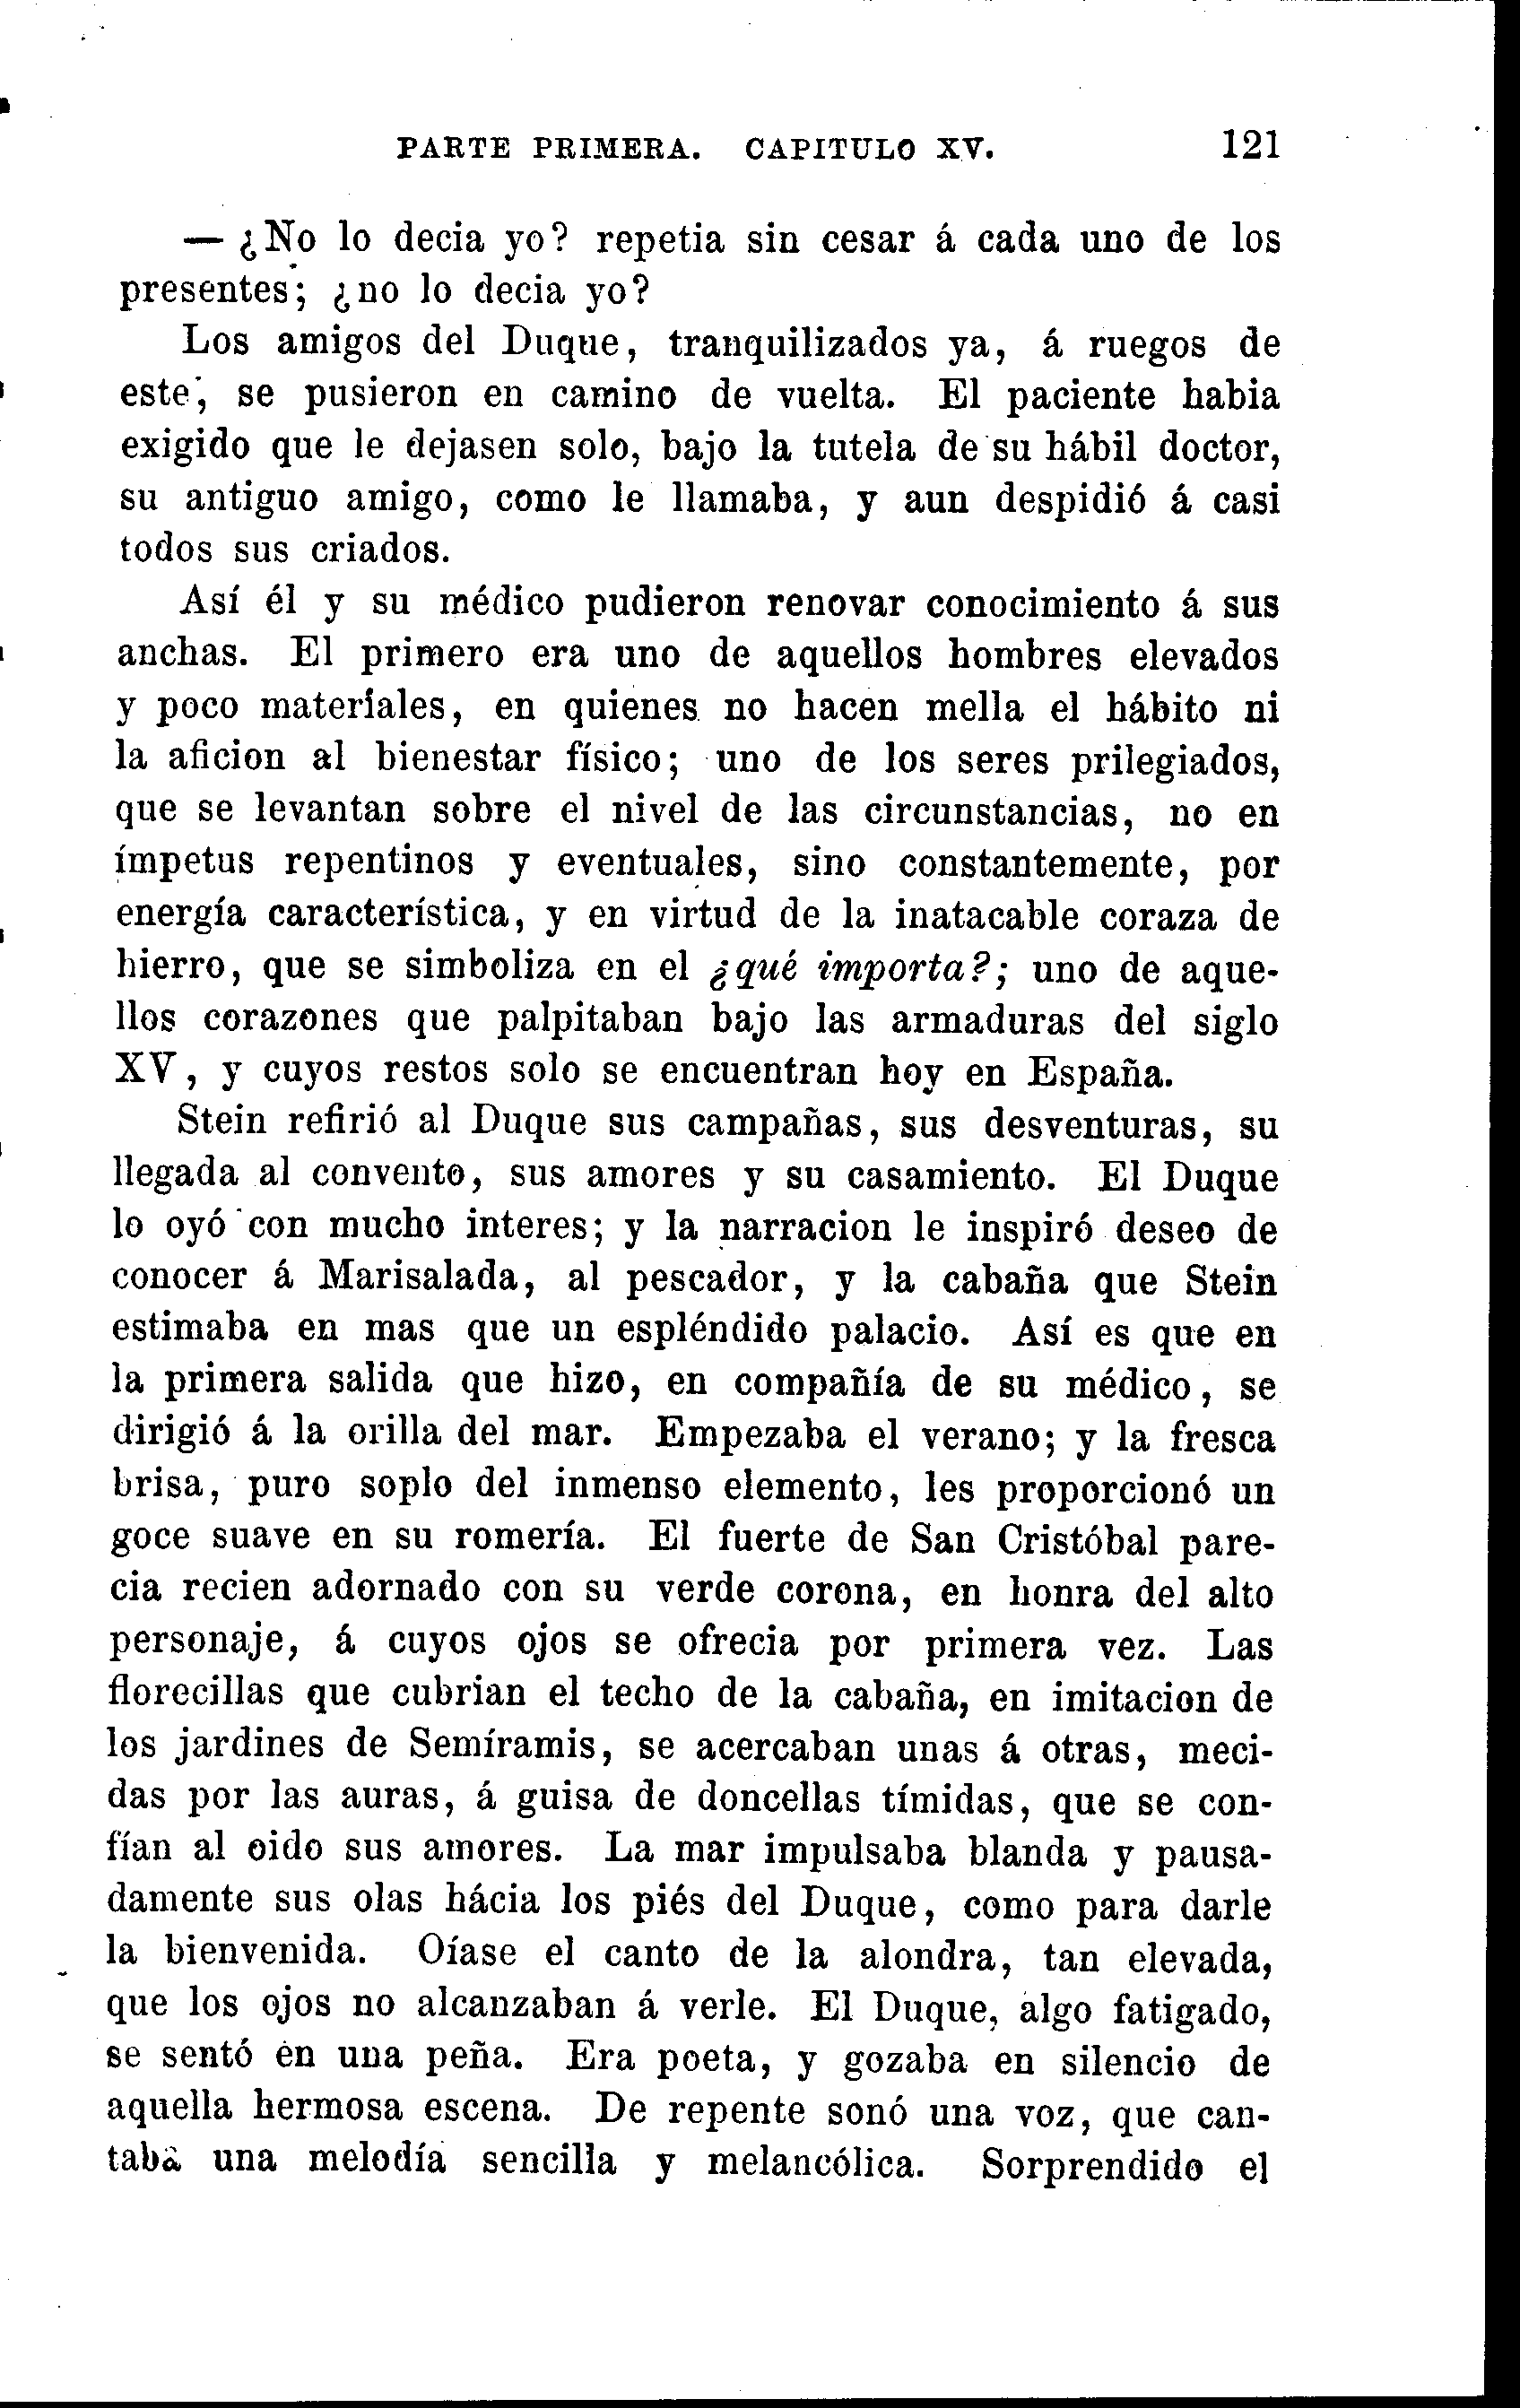 PARTE PRIMERA. CAPITULO XV. 121
— ¿No lo decia yo? repetia sin cesar á cada uno de los
presentes; ¿no lo decia yo?
Los amigos del Duque, tranquilizados ya, á ruegos de
este, se pusieron en camino de vuelta. El paciente habia
exigido que le dejasen solo, bajo la tutela de su hábil doctor,
su antiguo amigo, como le llamaba, y aun despidió á casi
todos sus criados.
Así él y su médico pudieron renovar conocimiento á sus
anchas. El primero era uno de aquellos hombres elevados
y poco materiales, en quienes no hacen mella el hábito ni
la aficion al bienestar físico; uno de los seres prilegiados,
que se levantan sobre el nivel de las circunstancias, no en
ímpetus repentinos y eventuales, sino constantemente, por
energía característica, y en virtud de la inatacable coraza de
hierro, que se simboliza en el ¿qué importa?; uno de aque-
llos corazones que palpitaban bajo las armaduras del siglo
XV, y cuyos restos solo se encuentran hoy en España.
Stein refirió al Duque sus campañas, sus desventuras, su
llegada al convento, sus amores y su casamiento. El Duque
lo oyó con mucho interes; y la narracion le inspiró deseo de
conocer á Marisalada, al pescador, y la cabaña que Stein
estimaba en mas que un espléndido palacio. Así es que en
la primera salida que hizo, en compañía de su médico, se
dirigió á la orilla del mar. Empezaba el verano; y la fresca
brisa, puro soplo del inmenso elemento, les proporcionó un
goce suave en su romería. El fuerte de San Cristóbal pare-
cia recien adornado con su verde corona, en honra del alto
personaje, á cuyos ojos se ofrecia por primera vez. Las
florecillas que cubrian el techo de la cabaña, en imitacion de
los jardines de Semíramis, se acercaban unas á otras, meci-
das por las auras, á guisa de doncellas tímidas, que se con-
fían al oido sus amores. La mar impulsaba blanda y pausa-
damente sus olas hácia los piés del Duque, como para darle
la bienvenida. Oíase el canto de la alondra, tan elevada,
que los ojos no alcanzaban á verle. El Duque, algo fatigado,
se sentó en una peña. Era poeta, y gozaba en silencio de
aquella hermosa escena. De repente sonó una voz, que can-
taba una melodía sencilla y melancólica. Sorprendido el